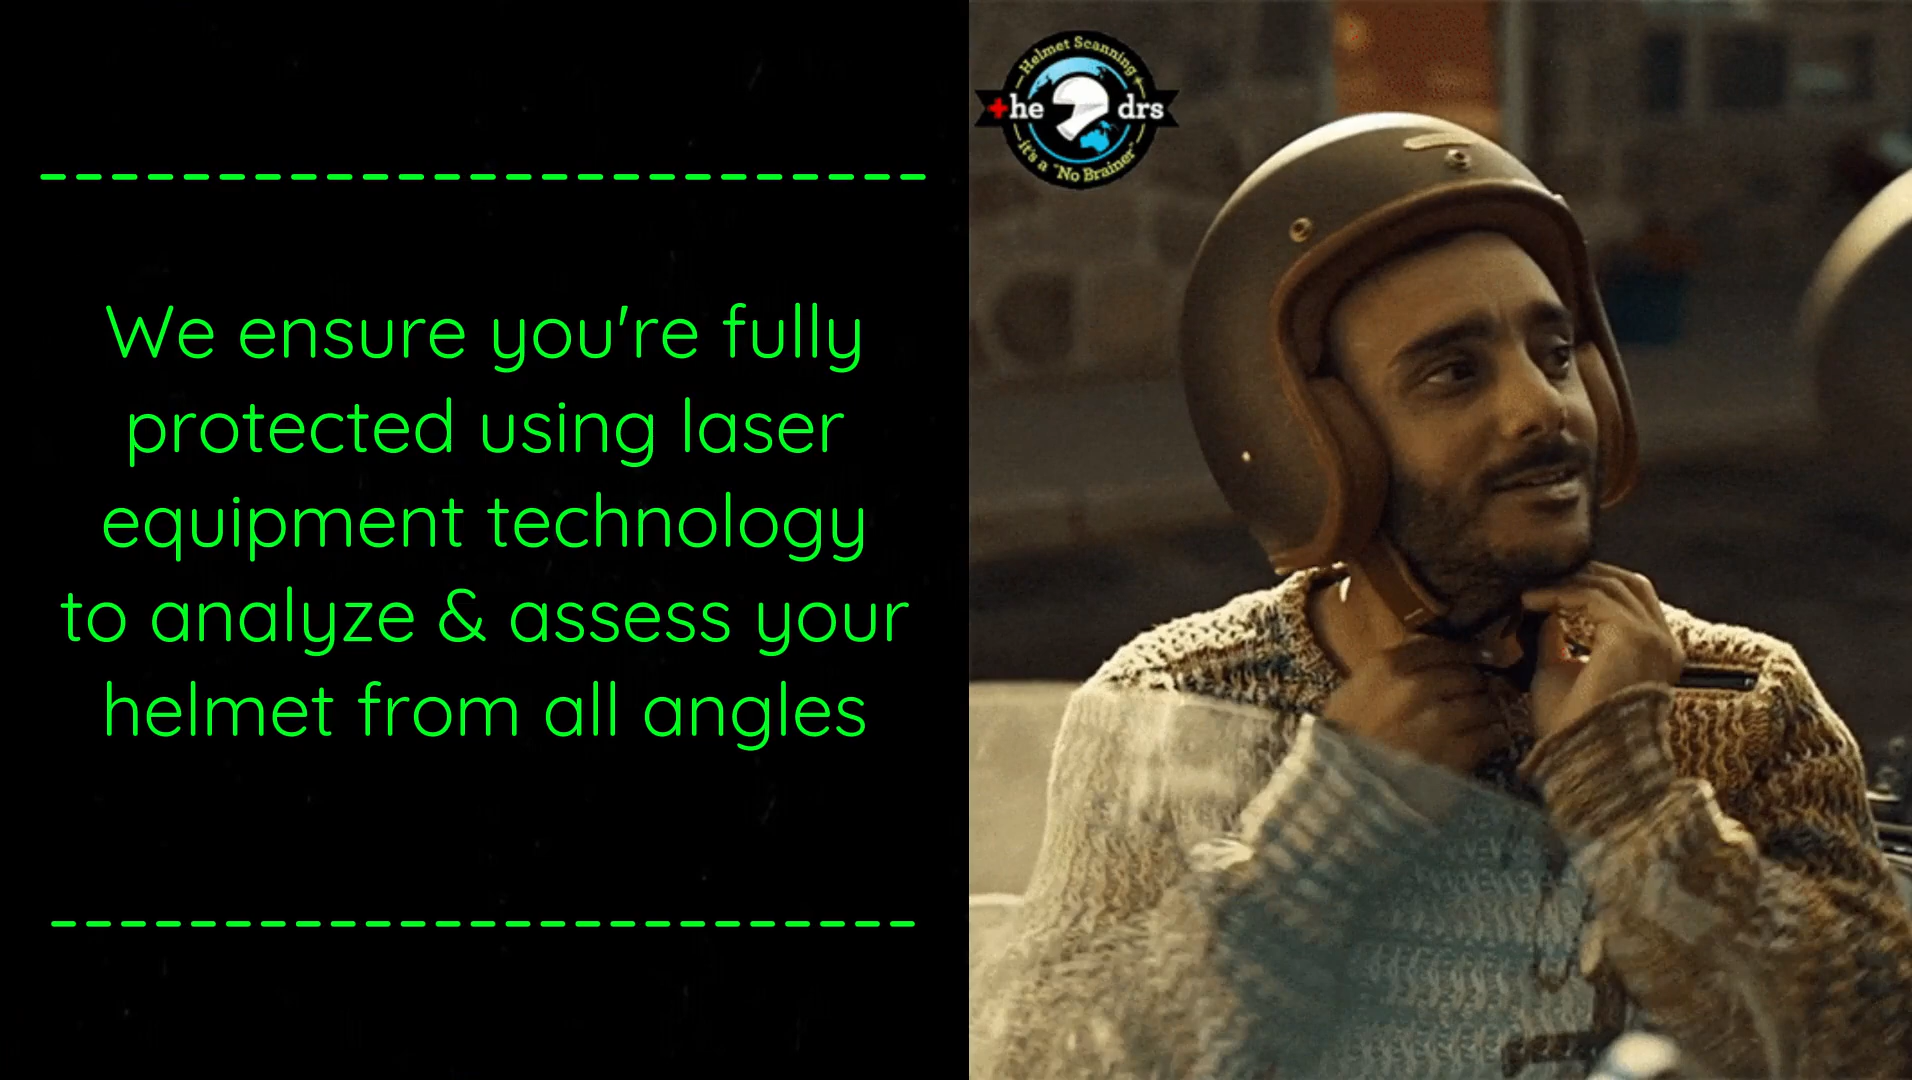 We ensure you're fully
protected using laser
equipment technology
to analyze & assess your
helmet from all angles
Helmet Scanning
he drs
it's a "No Brainer"